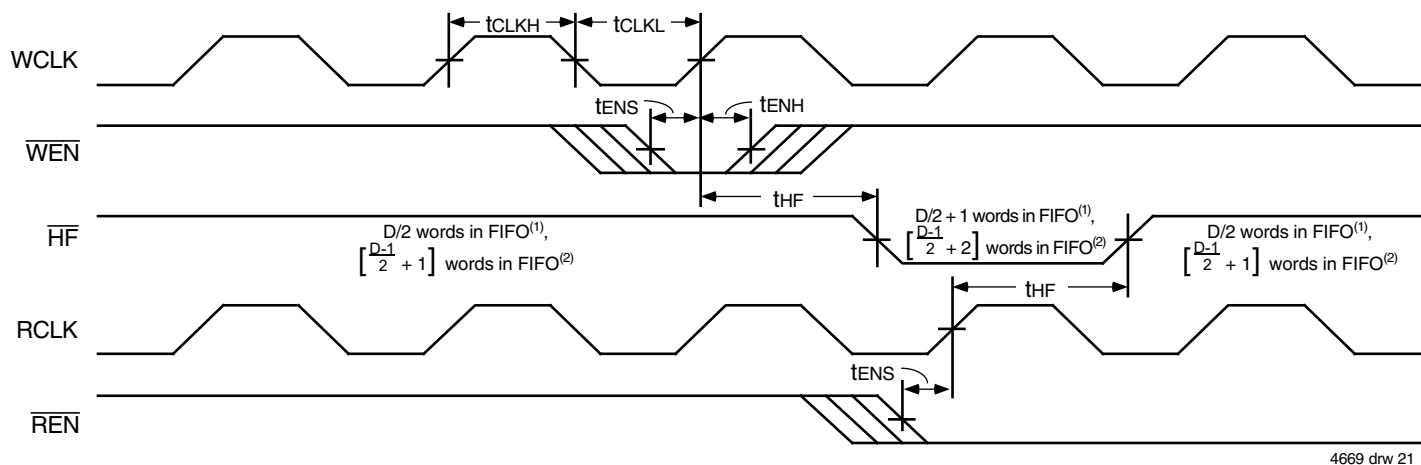 tCLKH
tCLKL
WCLK
tENS
tENH
WEN
tHF
HF
D/2 words in FIFO(1),
[D-1/2 + 1] words in FIFO(2)
D/2 + 1 words in FIFO(1),
[D-1/2 + 2] words in FIFO(2)
D/2 words in FIFO(1),
[D-1/2 + 1] words in FIFO(2)
tHF
RCLK
tENS
REN
4669 drw 21